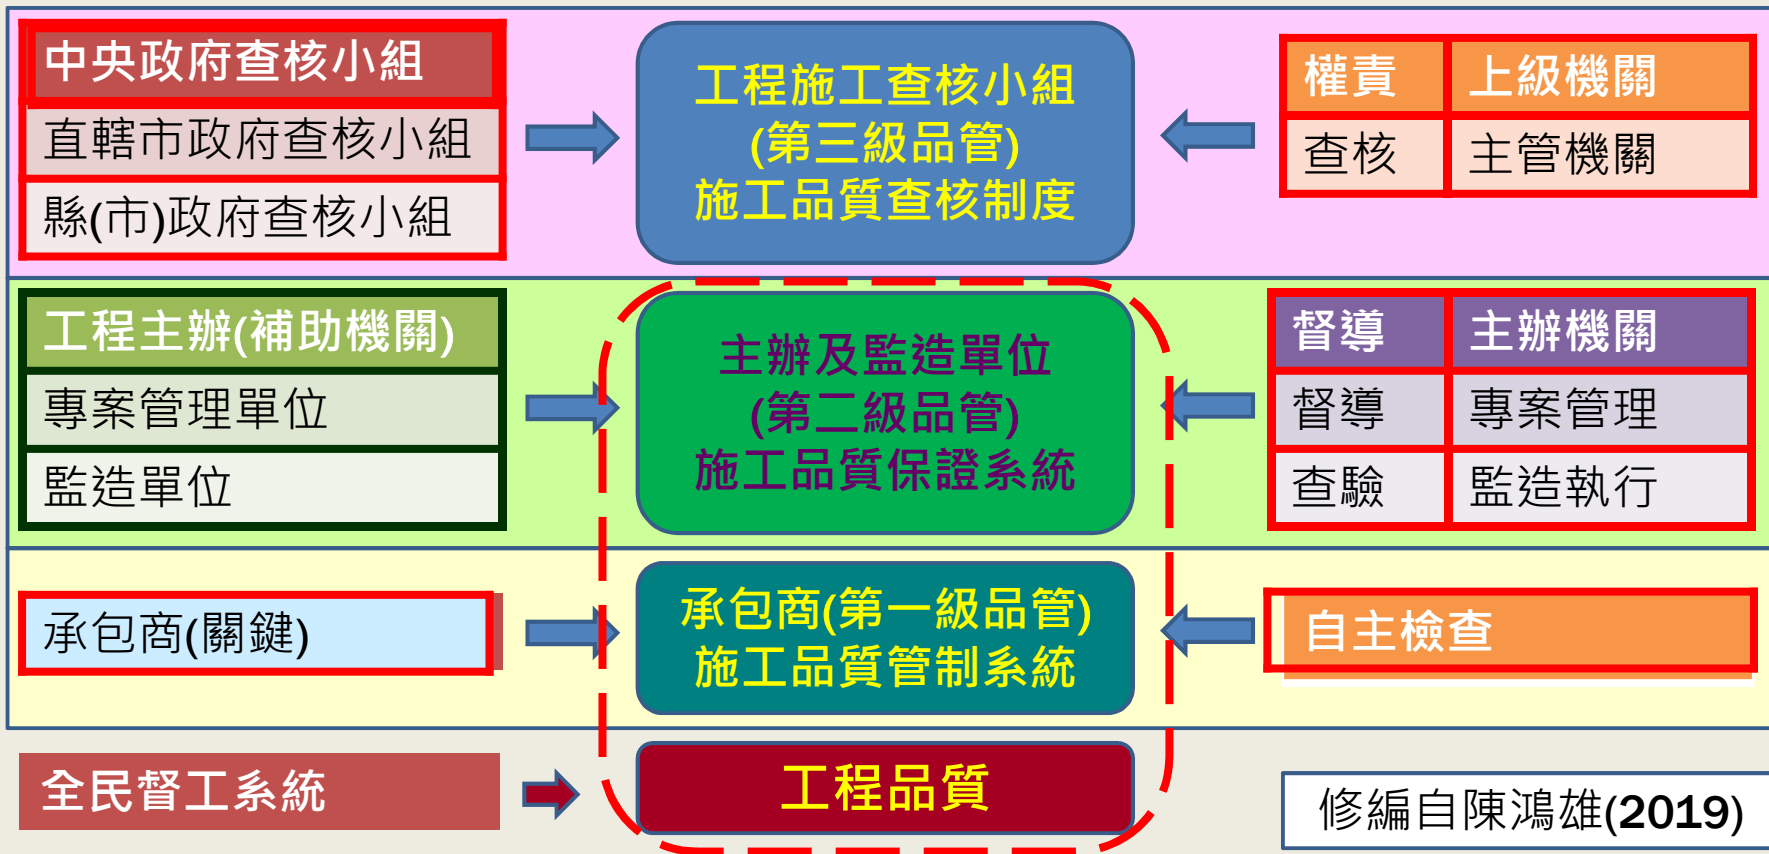 中央政府查核小組
直轄市政府查核小組
縣(市)政府查核小組
工程施工查核小組
(第三級品管)
施工品質查核制度
權責 上級機關
查核 主管機關
工程主辦(補助機關)
專案管理單位
監造單位
主辦及監造單位
(第二級品管)
施工品質保證系統
督導 主辦機關
督導 專案管理
查驗 監造執行
承包商(關鍵)
承包商(第一級品管)
施工品質管制系統
自主檢查
全民督工系統
工程品質
修編自陳鴻雄(2019)